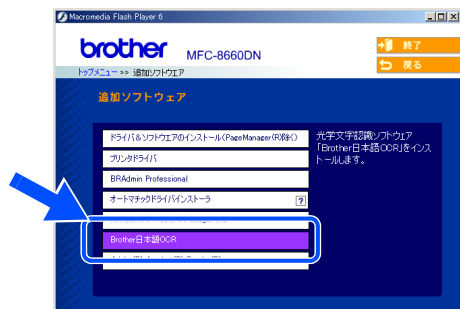 Macromedia Flash Player 6
brother MFC-8660DN
終了
戻る
トップメニュー >> 追加ソフトウェア
追加ソフトウェア
ドライバ&ソフトウェアのインストール(PageManager(R)除く)
プリンタドライバ
BRAdmin Professional
オートマチックドライバインストーラ ?
Brother日本語OCR
光学文字認識ソフトウェア
「Brother日本語OCR」をインス
トールします。